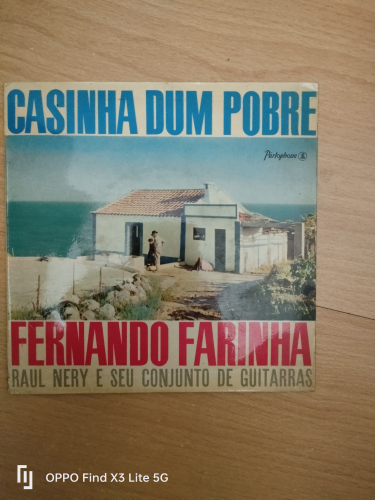 CASINHA DUM POBRE
Parlophone
FERNANDO FARINHA
RAUL NERY E SEU CONJUNTO DE GUITARRAS
OPPO Find X3 Lite 5G